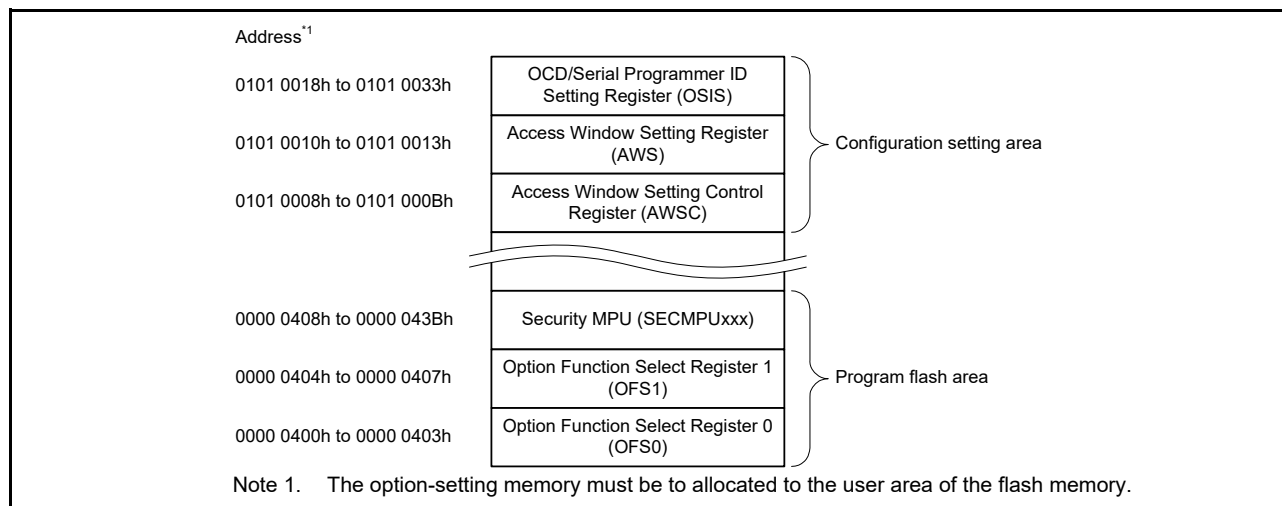 Address*1
0101 0018h to 0101 0033h
OCD/Serial Programmer ID
Setting Register (OSIS)
0101 0010h to 0101 0013h
Access Window Setting Register
(AWS)
Configuration setting area
0101 0008h to 0101 000Bh
Access Window Setting Control
Register (AWSC)
0000 0408h to 0000 043Bh
Security MPU (SECMPUxxx)
0000 0404h to 0000 0407h
Option Function Select Register 1
(OFS1)
Program flash area
0000 0400h to 0000 0403h
Option Function Select Register 0
(OFS0)
Note 1. The option-setting memory must be to allocated to the user area of the flash memory.